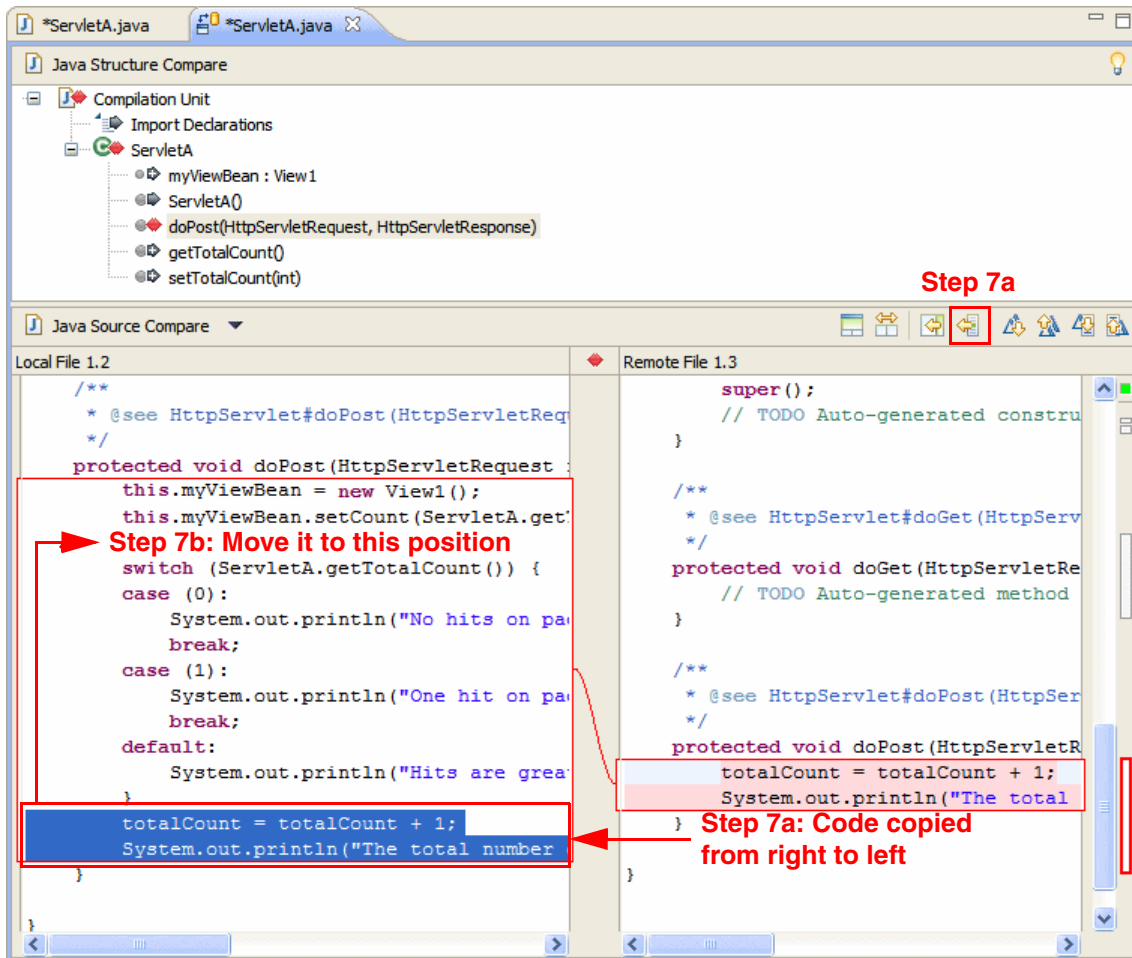 *ServletA.java *ServletA.java
Java Structure Compare
Compilation Unit
Import Declarations
ServletA
myViewBean : View1
ServletA()
doPost(HttpServletRequest, HttpServletResponse)
getTotalCount()
setTotalCount(int)
Step 7a
Java Source Compare
Local File 1.2
/**
* @see HttpServlet#doPost(HttpServletReq
*/
protected void doPost(HttpServletRequest
this.myViewBean = new View1();
this.myViewBean.setCount(ServletA.get
Step 7b: Move it to this position
switch (ServletA.getTotalCount()) {
case (0):
System.out.println("No hits on pa
break;
case (1):
System.out.println("One hit on pa
break;
default:
System.out.println("Hits are grea
}
totalCount = totalCount + 1;
System.out.println("The total number
}
}
Remote File 1.3
super();
// TODO Auto-generated constru
}
/**
* @see HttpServlet#doGet(HttpServ
*/
protected void doGet(HttpServletRe
// TODO Auto-generated method
}
/**
* @see HttpServlet#doPost(HttpSer
*/
protected void doPost(HttpServletR
totalCount = totalCount + 1;
System.out.println("The total
}
Step 7a: Code copied
from right to left
}